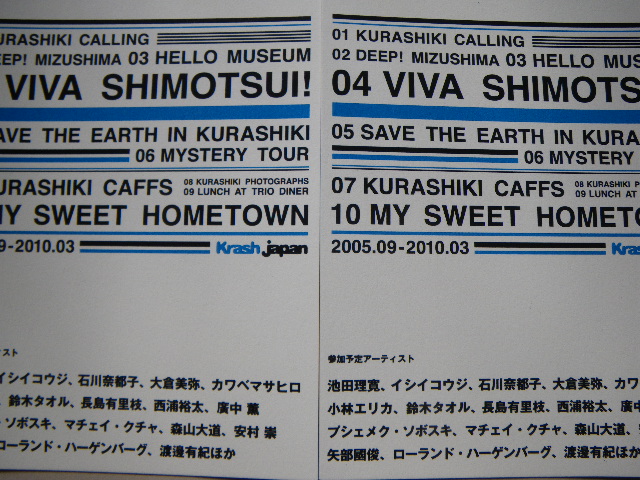 URASHIKI CALLING
DEEP! MIZUSHIMA 03 HELLO MUSEUM
VIVA SHIMOTSUI!
SAVE THE EARTH IN KURASHIKI
06 MYSTERY TOUR
KURASHIKI CAFFS 08 KURASHIKI PHOTOGRAPHS
09 LUNCH AT TRIO DINER
MY SWEET HOMETOWN
9-2010.03 Krash japan
ィスト
イシイコウジ、石川奈都子、大倉美弥、カワベマサヒロ
、鈴木タオル、長島有里枝、西浦裕太、廣中 薫
・ソボスキ、マチェイ・クチャ、森山大道、安村 崇
ローランド・ハーゲンバーグ、渡邊有紀ほか
01 KURASHIKI CALLING
02 DEEP! MIZUSHIMA 03 HELLO MUSE
04 VIVA SHIMOTS
05 SAVE THE EARTH IN KURA
06 MYSTERY
07 KURASHIKI CAFFS 08 KURASHIKI P
09 LUNCH AT T
10 MY SWEET HOMETO
2005.09-2010.03 Kra
参加予定アーティスト
池田理寛、イシイコウジ、石川奈都子、大倉美弥、カワ
小林エリカ、鈴木タオル、長島有里枝、西浦裕太、廣中
プシェメク・ソボスキ、マチェイ・クチャ、森山大道、
矢部國俊、ローランド・ハーゲンバーグ、渡邊有紀ほ